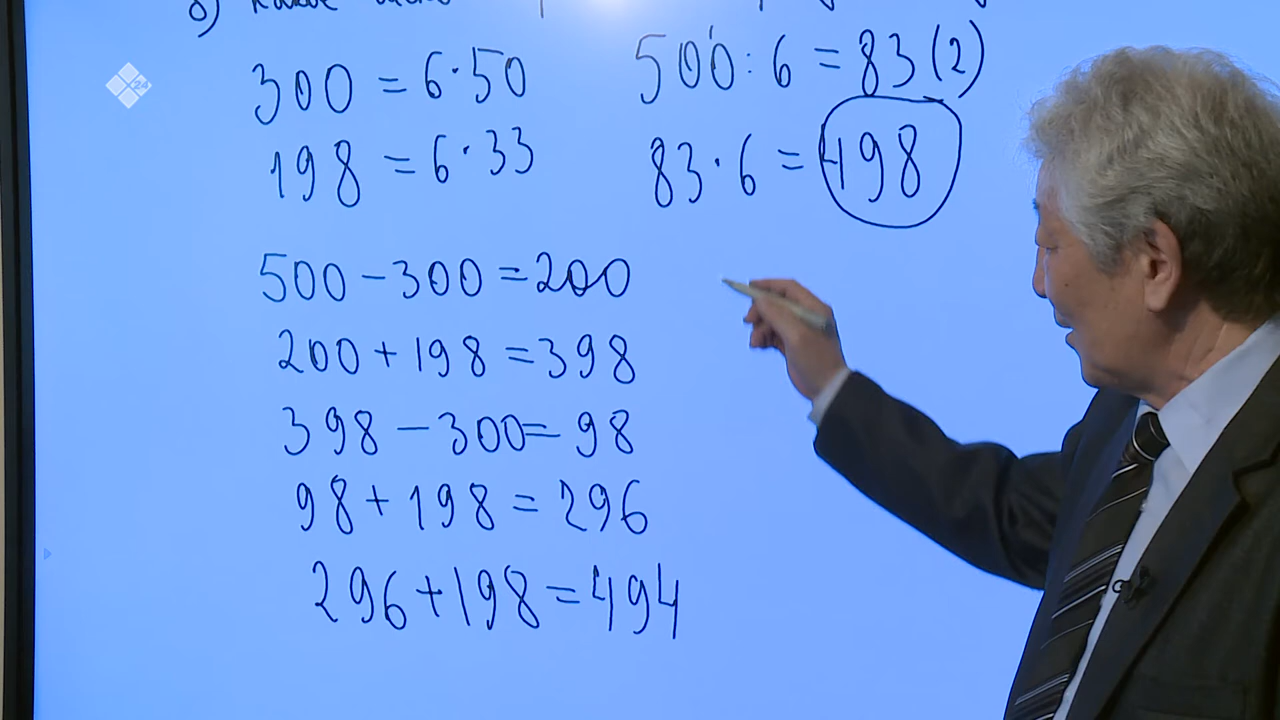 б)
300 = 6·50
198 = 6·33
500 : 6 = 83 (2)
83 · 6 = 498
500 - 300 = 200
200 + 198 = 398
398 - 300 = 98
98 + 198 = 296
296 + 198 = 494
24